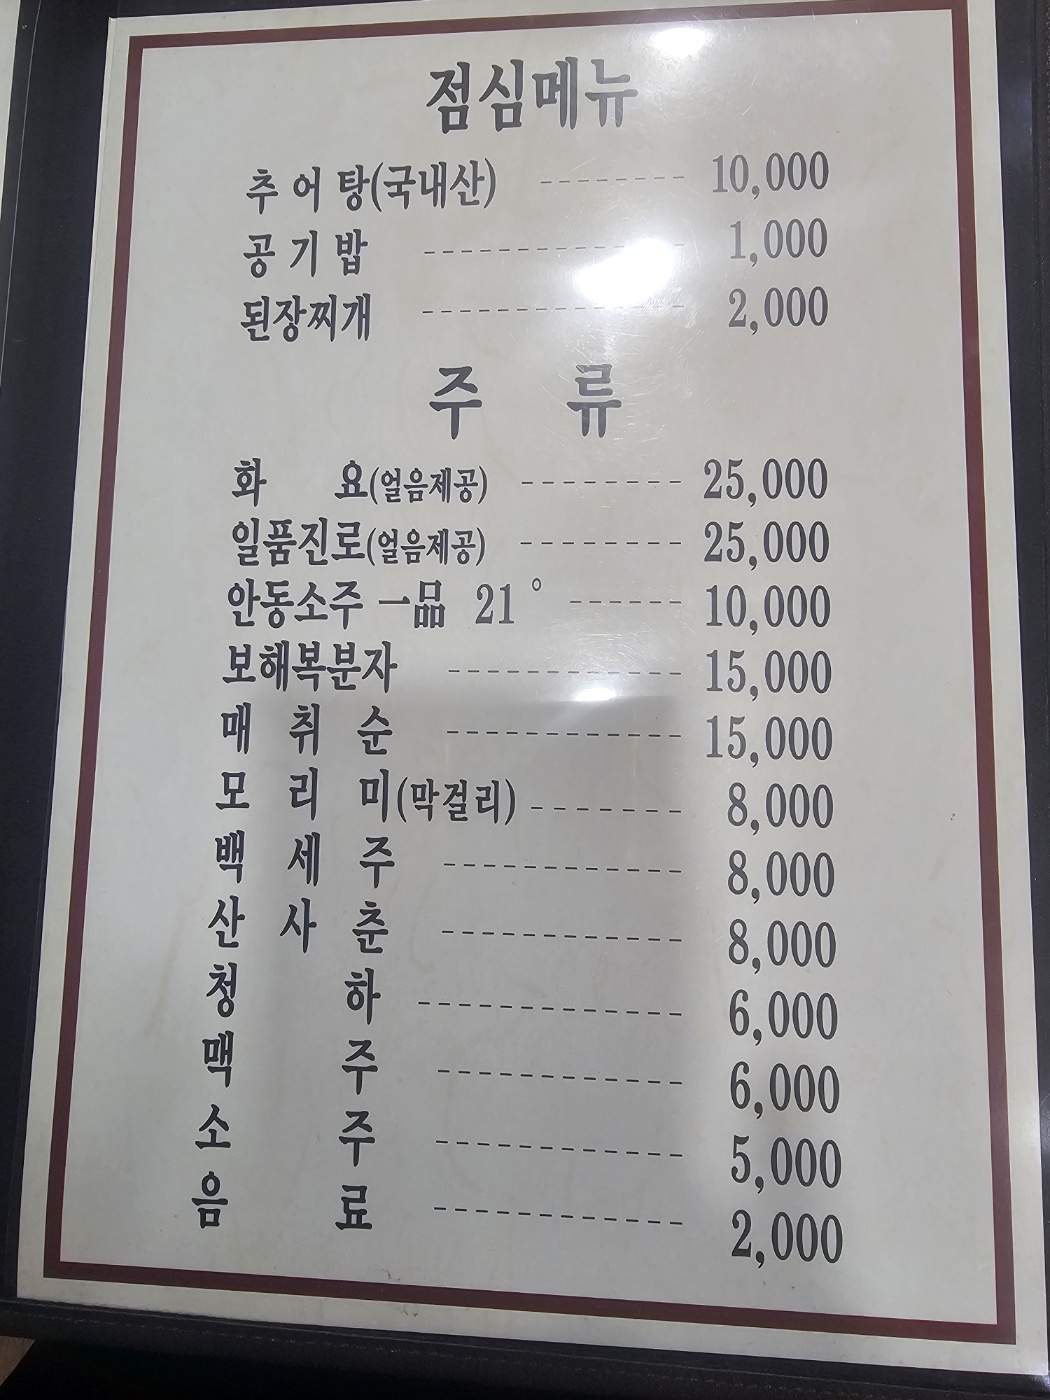 점심메뉴
추어탕(국내산) ------- 10,000
공기밥 ------------ 1,000
된장찌개 ------------ 2,000
주 류
화 요(얼음제공) -------- 25,000
일품진로(얼음제공) -------- 25,000
안동소주 一品 21° ------ 10,000
보해복분자 ------------ 15,000
매취순 ------------ 15,000
모리미(막걸리) -------- 8,000
백세주 ------------ 8,000
산사춘 ------------ 8,000
청 하 ------------- 6,000
맥 주 ------------ 6,000
소 주 ------------ 5,000
음 료 ------------ 2,000